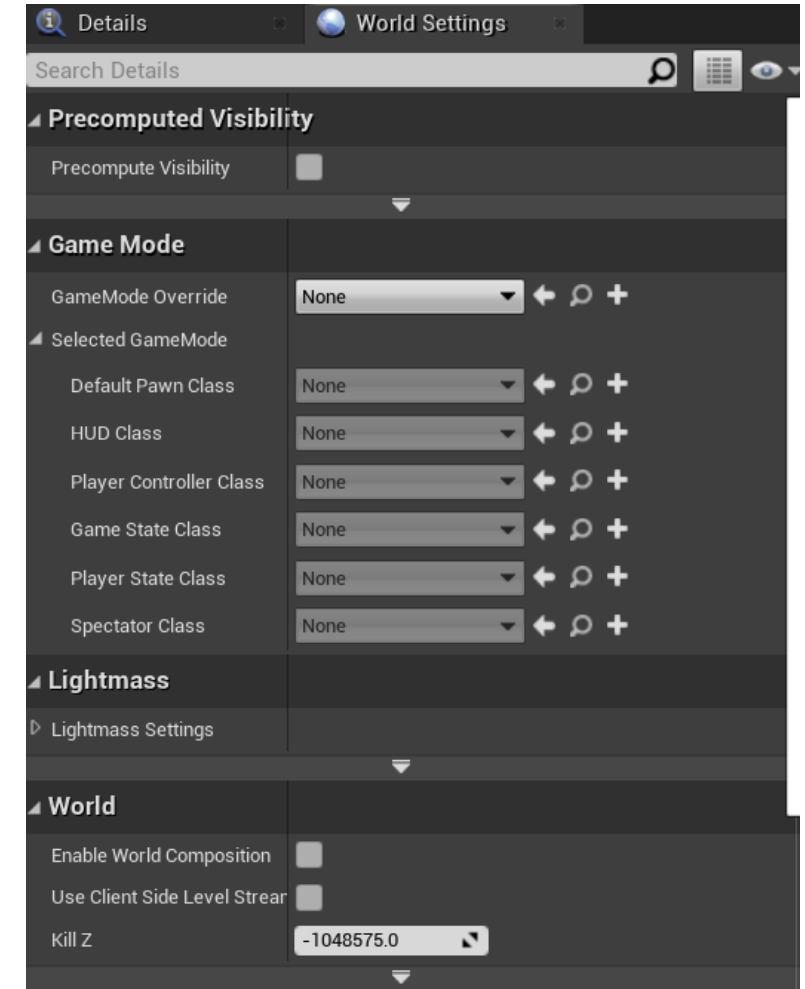 Details
World Settings
Search Details
Precomputed Visibility
Precompute Visibility
Game Mode
GameMode Override None
Selected GameMode
Default Pawn Class None
HUD Class None
Player Controller Class None
Game State Class None
Player State Class None
Spectator Class None
Lightmass
Lightmass Settings
World
Enable World Composition
Use Client Side Level Strear
Kill Z -1048575.0